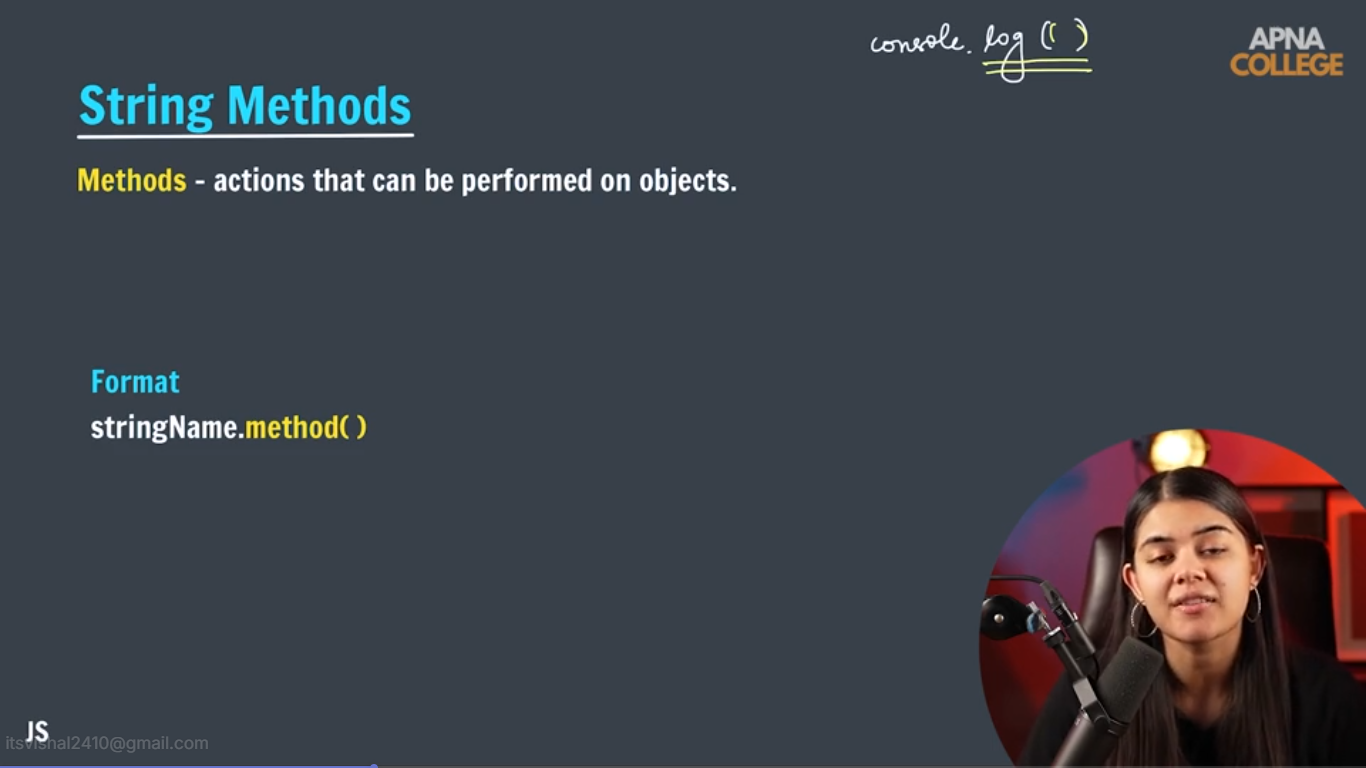 console.log( )
APNA
COLLEGE
String Methods
Methods - actions that can be performed on objects.
Format
stringName.method( )
JS
itsvishal2410@gmail.com